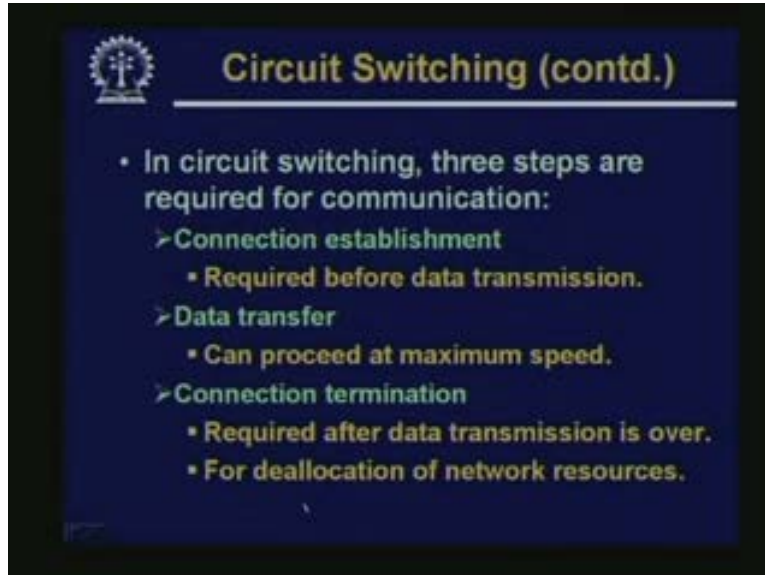 Circuit Switching (contd.)
• In circuit switching, three steps are
required for communication:
➢Connection establishment
▪ Required before data transmission.
➢Data transfer
▪ Can proceed at maximum speed.
➢Connection termination
▪ Required after data transmission is over.
▪ For deallocation of network resources.